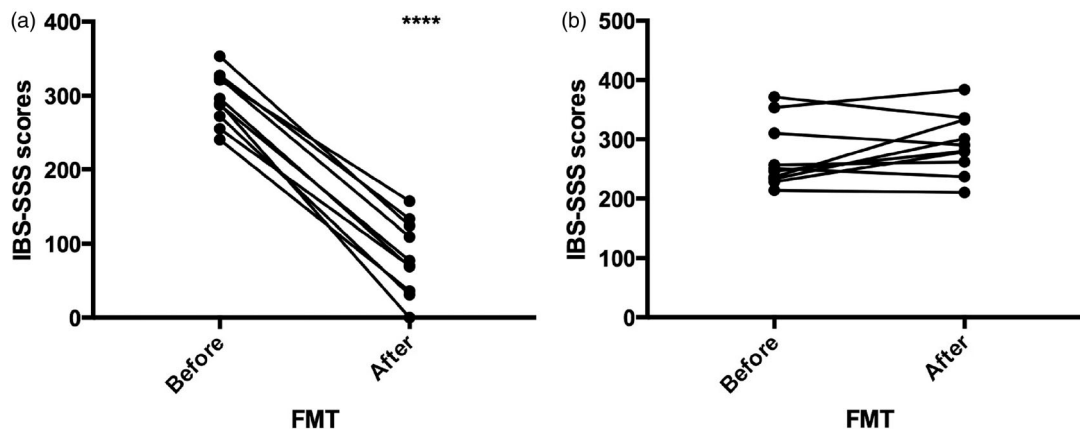 (a)
****
IBS-SSS scores
400
300
200
100
0
Before
After
FMT
(b)
IBS-SSS scores
500
400
300
200
100
0
Before
After
FMT